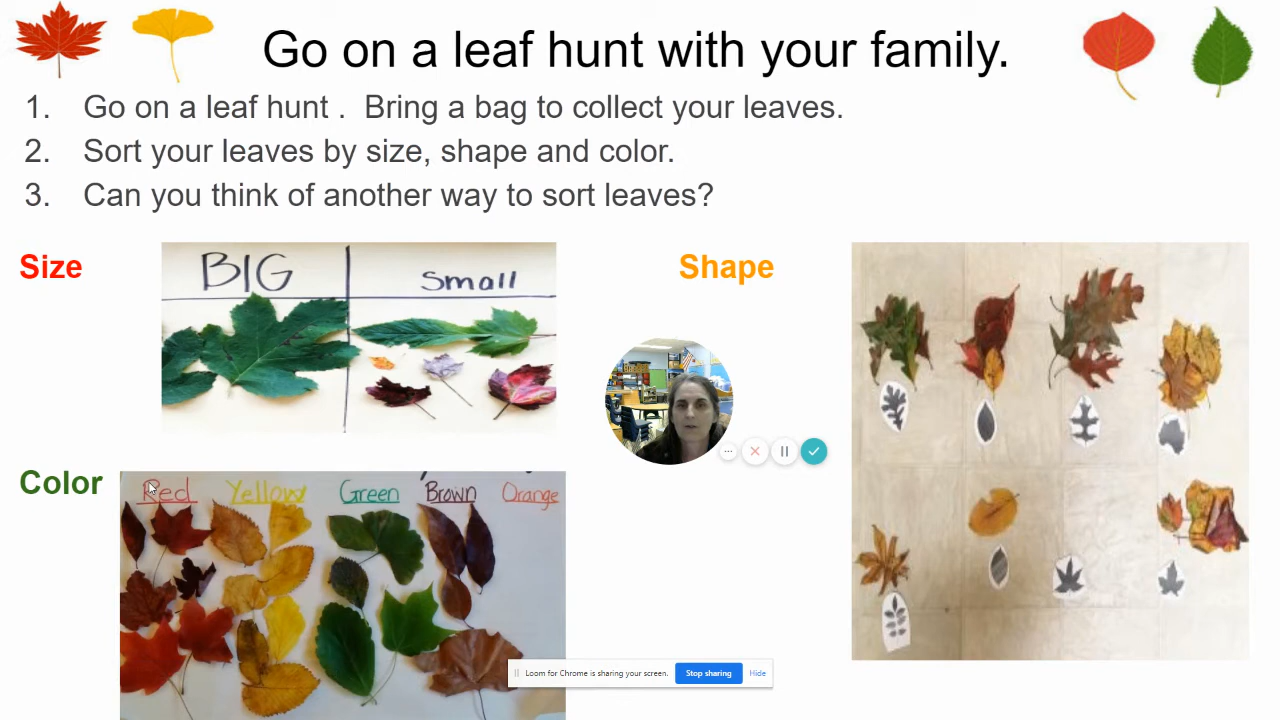 Go on a leaf hunt with your family.
1. Go on a leaf hunt . Bring a bag to collect your leaves.
2. Sort your leaves by size, shape and color.
3. Can you think of another way to sort leaves?
Size
BIG
small
Shape
Color
Red Yellow Green Brown Orange
Loom for Chrome is sharing your screen. Stop sharing Hide